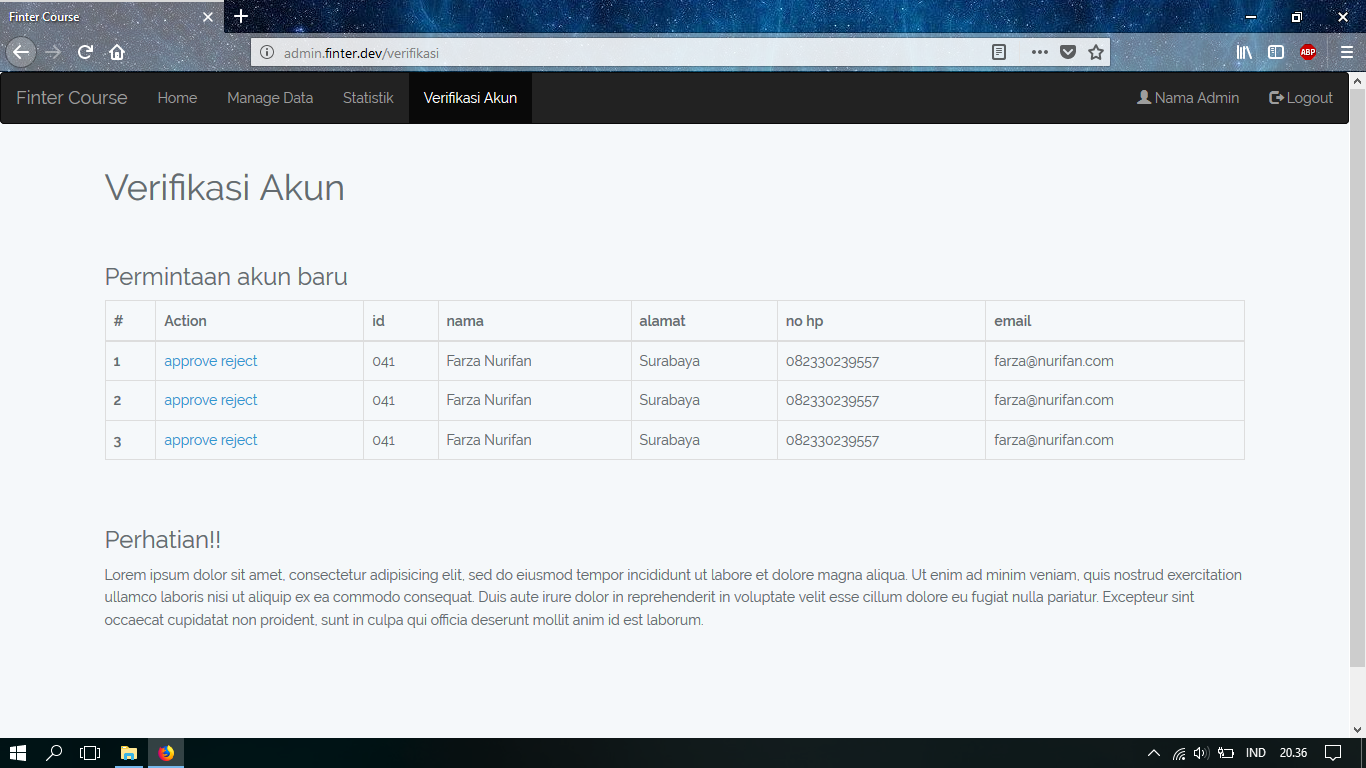 Finter Course
admin.finter.dev/verifikasi
ABP
Finter Course Home Manage Data Statistik Verifikasi Akun Nama Admin Logout
Verifikasi Akun
Permintaan akun baru
# Action id nama alamat no hp email
1 approve reject 041 Farza Nurifan Surabaya 082330239557 farza@nurifan.com
2 approve reject 041 Farza Nurifan Surabaya 082330239557 farza@nurifan.com
3 approve reject 041 Farza Nurifan Surabaya 082330239557 farza@nurifan.com
Perhatian!!
Lorem ipsum dolor sit amet, consectetur adipisicing elit, sed do eiusmod tempor incididunt ut labore et dolore magna aliqua. Ut enim ad minim veniam, quis nostrud exercitation
ullamco laboris nisi ut aliquip ex ea commodo consequat. Duis aute irure dolor in reprehenderit in voluptate velit esse cillum dolore eu fugiat nulla pariatur. Excepteur sint
occaecat cupidatat non proident, sunt in culpa qui officia deserunt mollit anim id est laborum.
IND 20.36